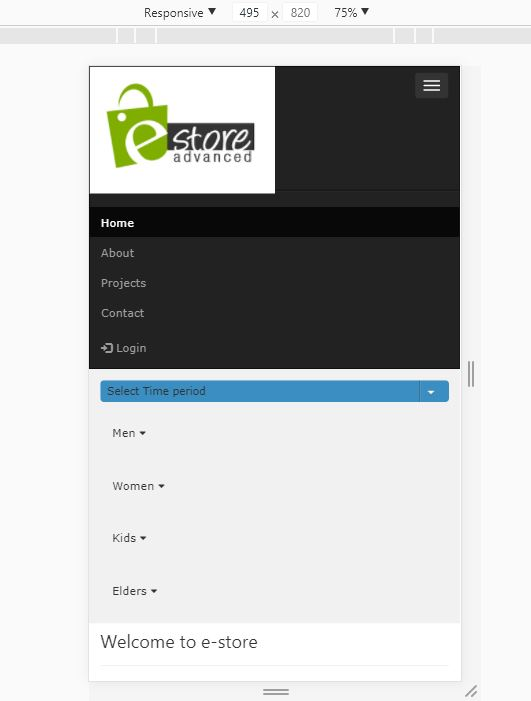 Responsive 495 × 820 75%
e store
advanced
Home
About
Projects
Contact
Login
Select Time period
Men
Women
Kids
Elders
Welcome to e-store